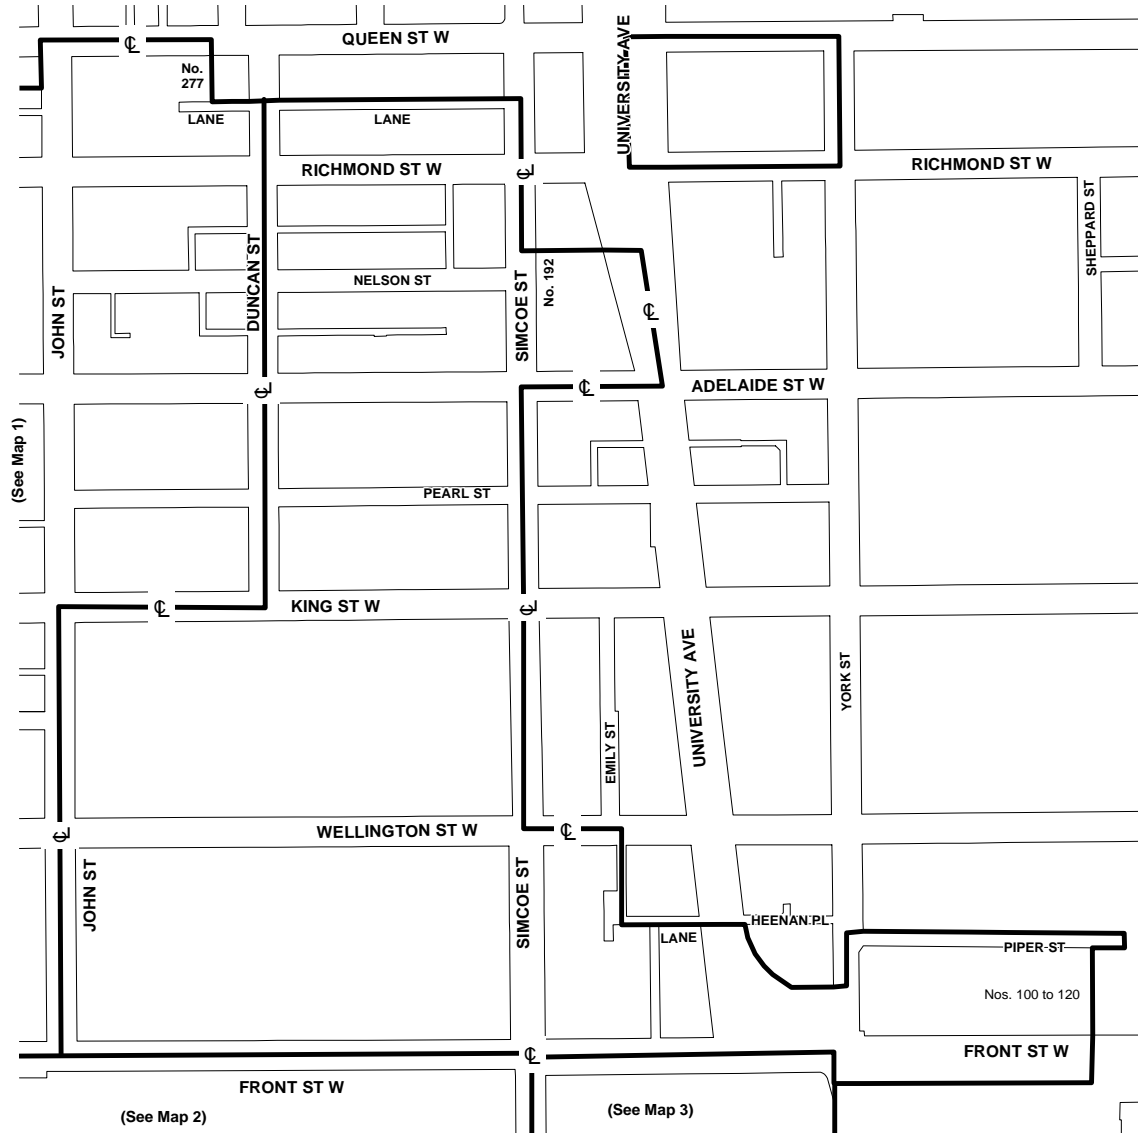 QUEEN ST W
UNIVERSITY AVE
No.
277
LANE
LANE
RICHMOND ST W
RICHMOND ST W
SHEPPARD ST
DUNCAN ST
NELSON ST
No. 192
SIMCOE ST
JOHN ST
ADELAIDE ST W
(See Map 1)
PEARL ST
KING ST W
UNIVERSITY AVE
YORK ST
EMILY ST
WELLINGTON ST W
JOHN ST
SIMCOE ST
HEENAN PL
LANE
PIPER ST
Nos. 100 to 120
FRONT ST W
FRONT ST W
(See Map 2)
(See Map 3)